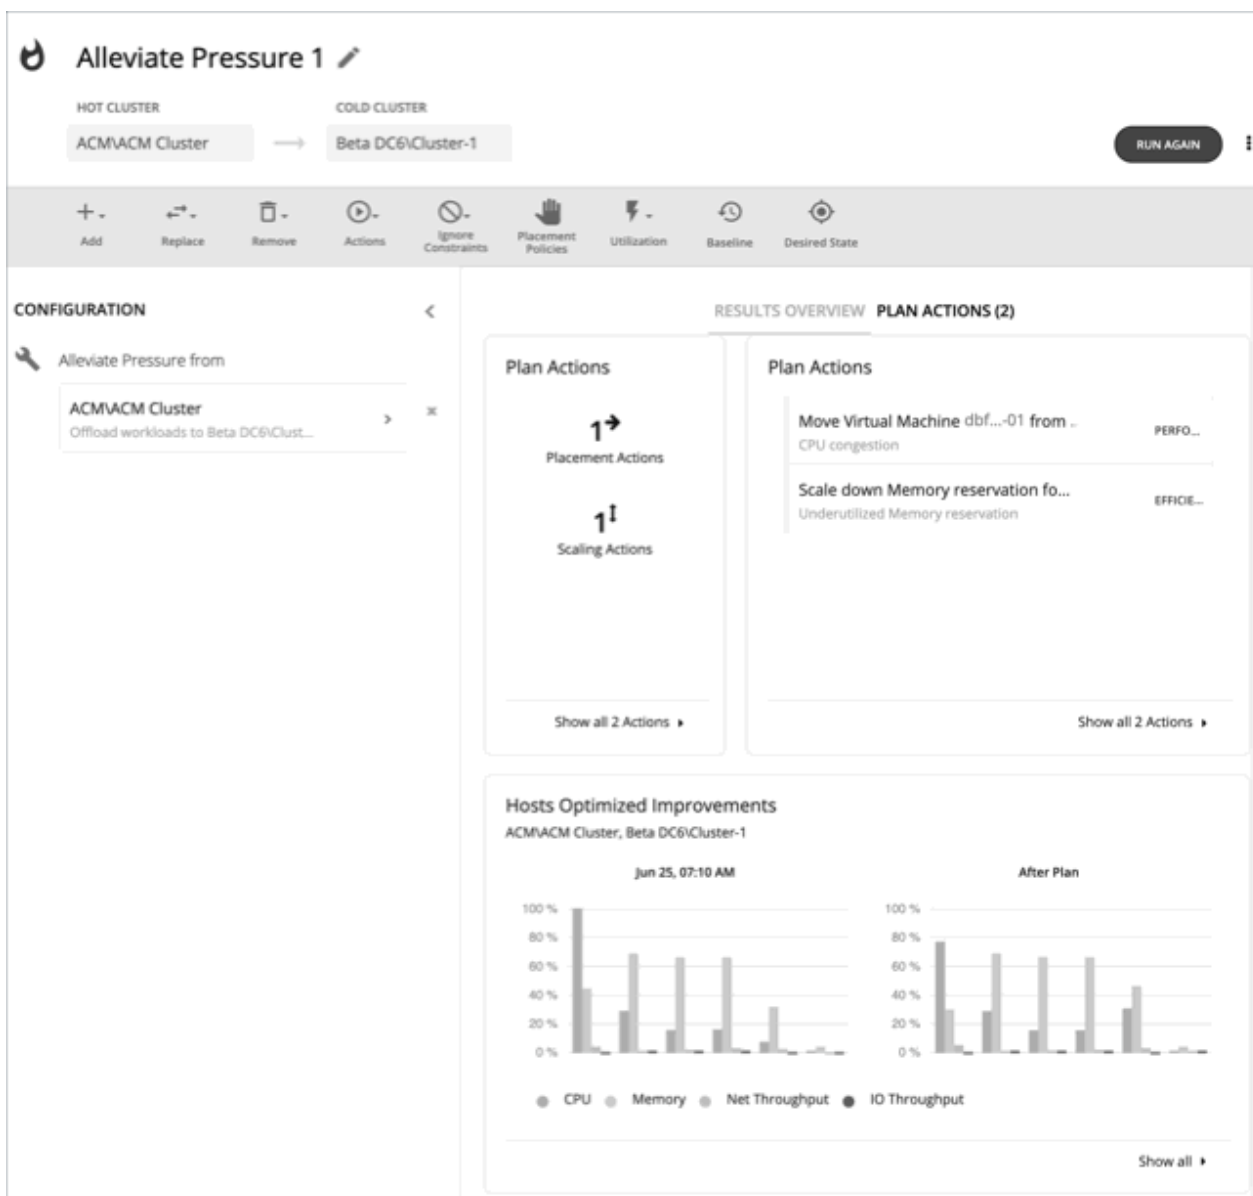 Alleviate Pressure 1
HOT CLUSTER
COLD CLUSTER
ACM\ACM Cluster
Beta DC6\Cluster-1
RUN AGAIN
Add
Replace
Remove
Actions
Ignore
Constraints
Placement
Policies
Utilization
Baseline
Desired State
CONFIGURATION
Alleviate Pressure from
ACM\ACM Cluster
Offload workloads to Beta DC6\Clust...
RESULTS OVERVIEW
PLAN ACTIONS (2)
Plan Actions
1
Placement Actions
1
Scaling Actions
Show all 2 Actions
Plan Actions
Move Virtual Machine dbf...-01 from ..
CPU congestion
PERFO...
Scale down Memory reservation fo...
Underutilized Memory reservation
EFFICIE...
Show all 2 Actions
Hosts Optimized Improvements
ACM\ACM Cluster, Beta DC6\Cluster-1
Jun 25, 07:10 AM
100 %
80 %
60 %
40 %
20 %
0 %
After Plan
100 %
80 %
60 %
40 %
20 %
0 %
CPU
Memory
Net Throughput
IO Throughput
Show all